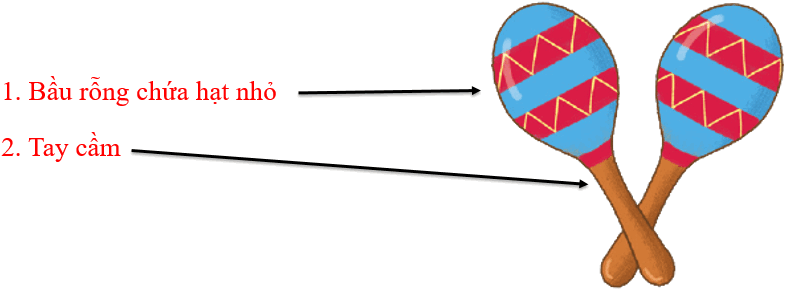 1. Bầu rỗng chứa hạt nhỏ
2. Tay cầm